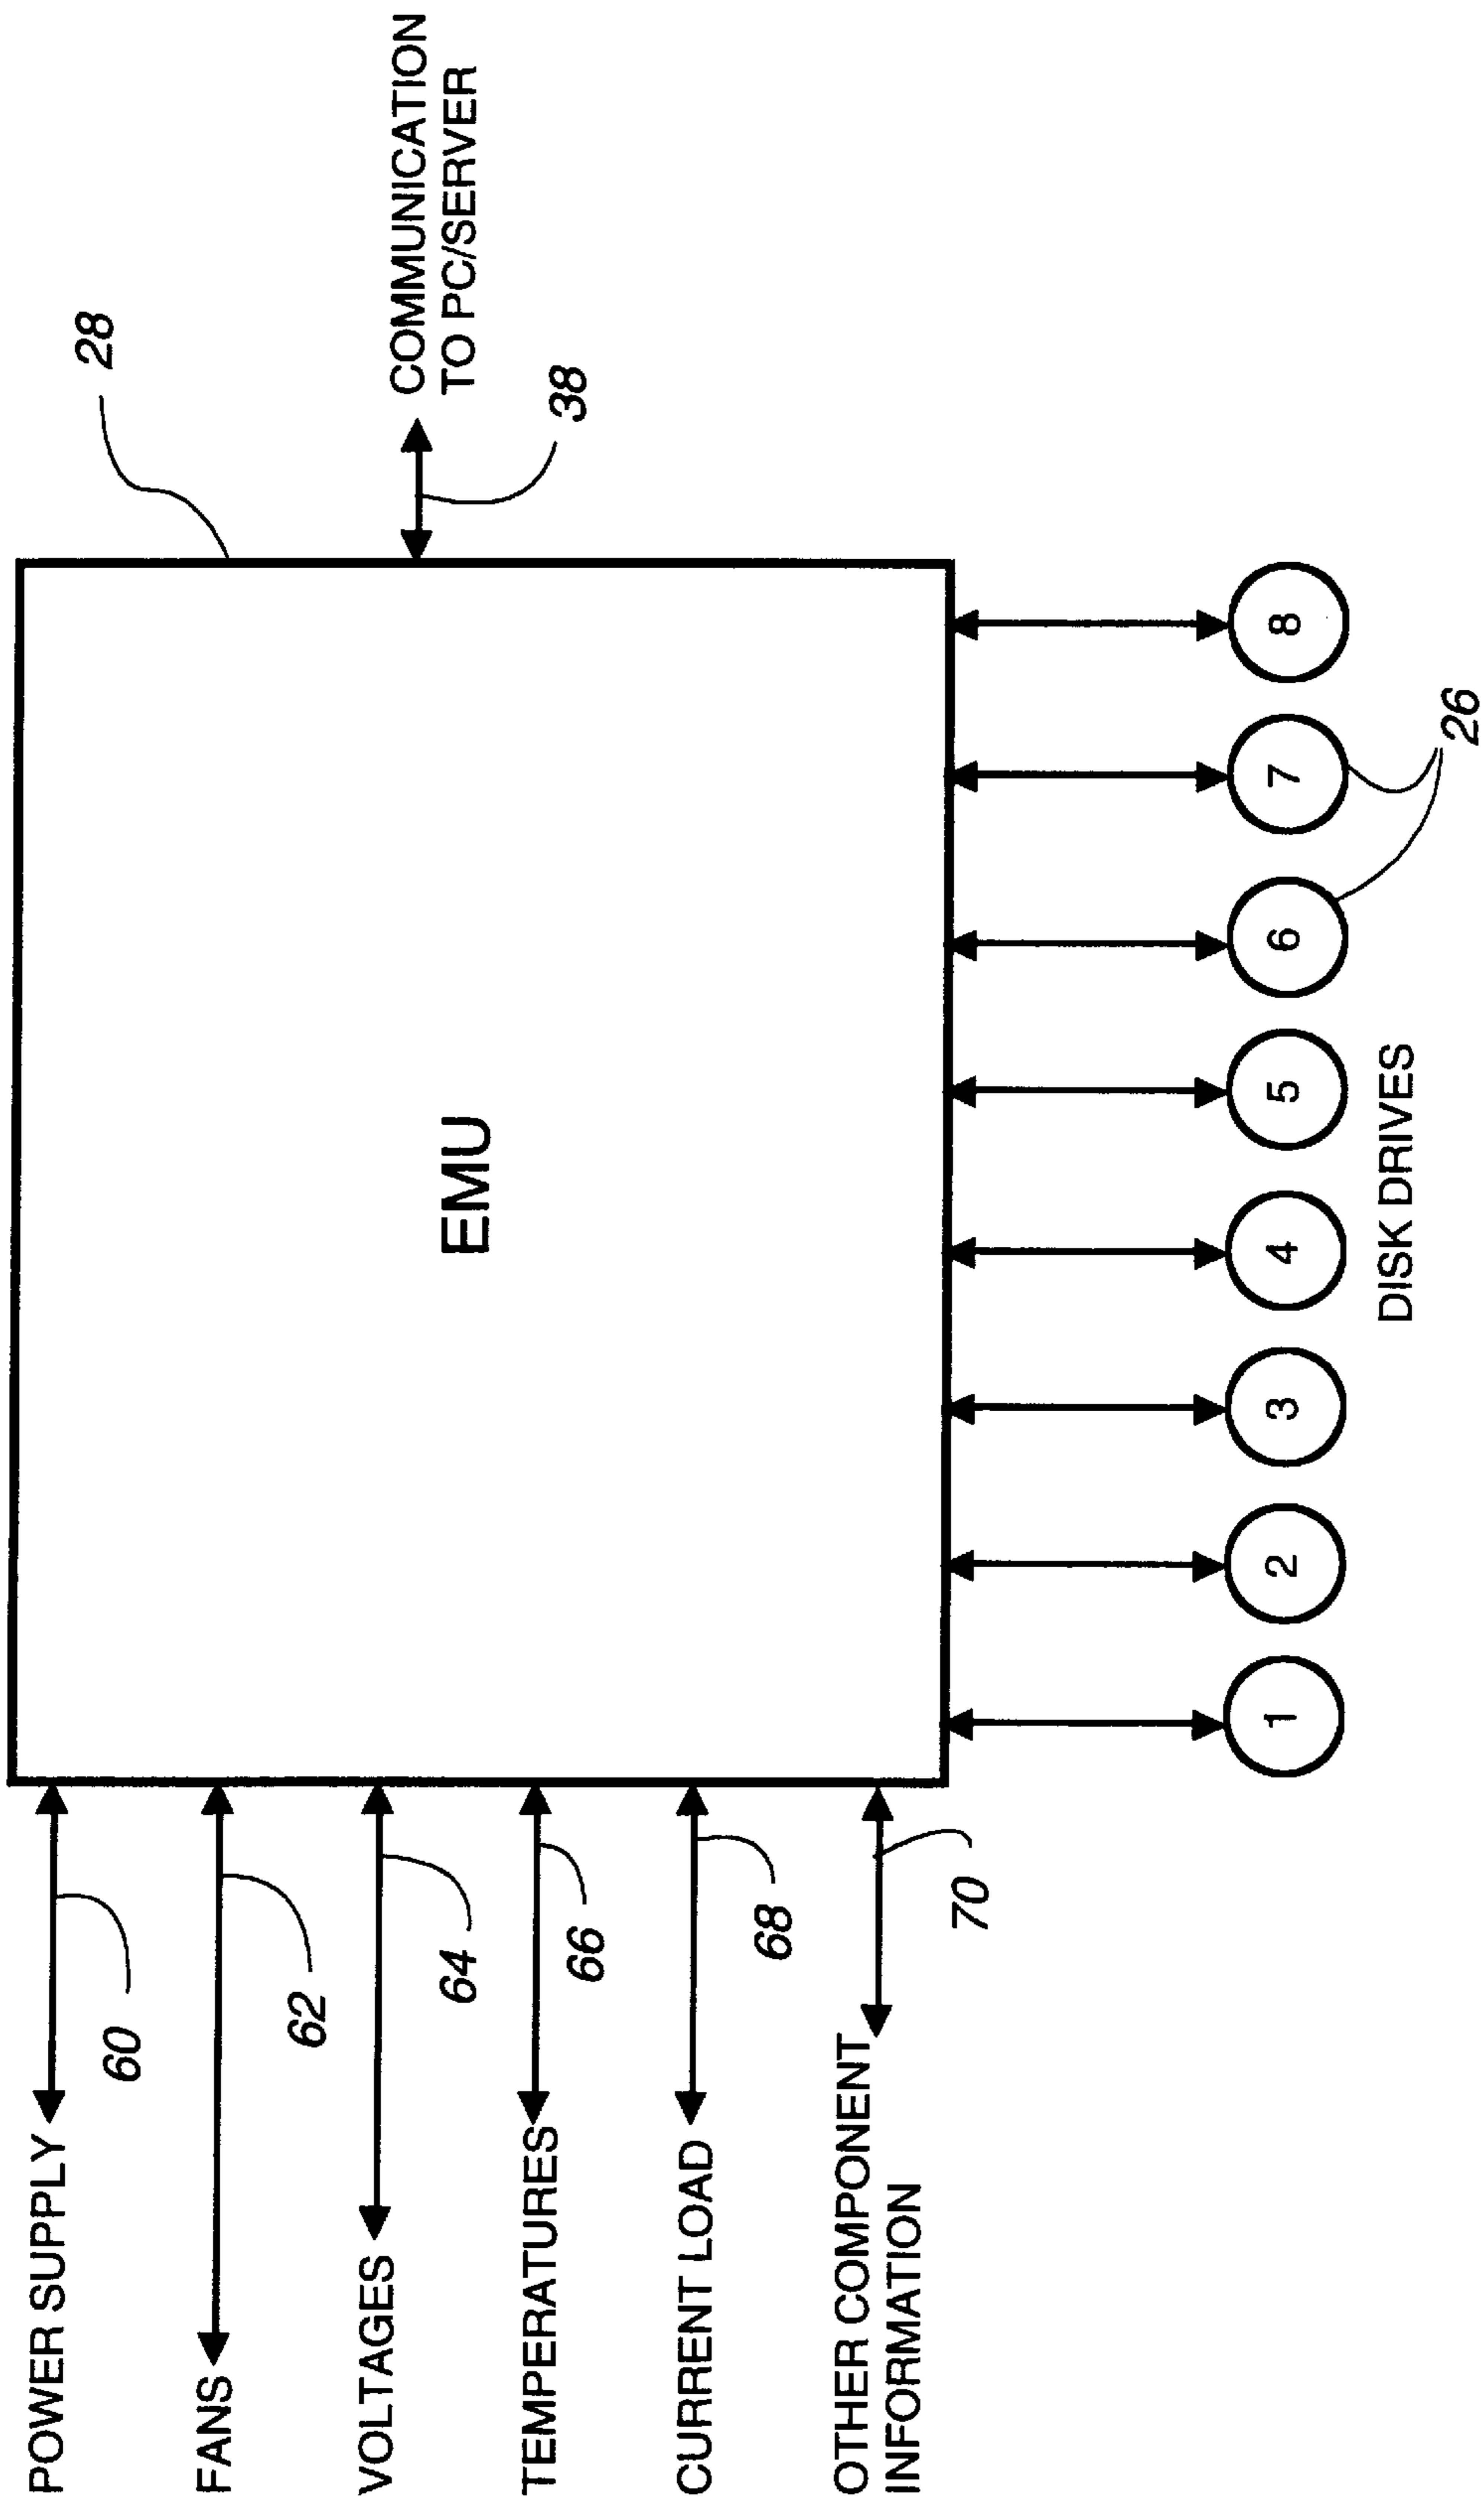 28
COMMUNICATION
TO PC/SERVER
38
EMU
POWER SUPPLY
60
FANS
62
VOLTAGES
64
TEMPERATURES
66
CURRENT LOAD
68
OTHER COMPONENT
INFORMATION
70
1 2 3 4 5 6 7 8
26
DISK DRIVES